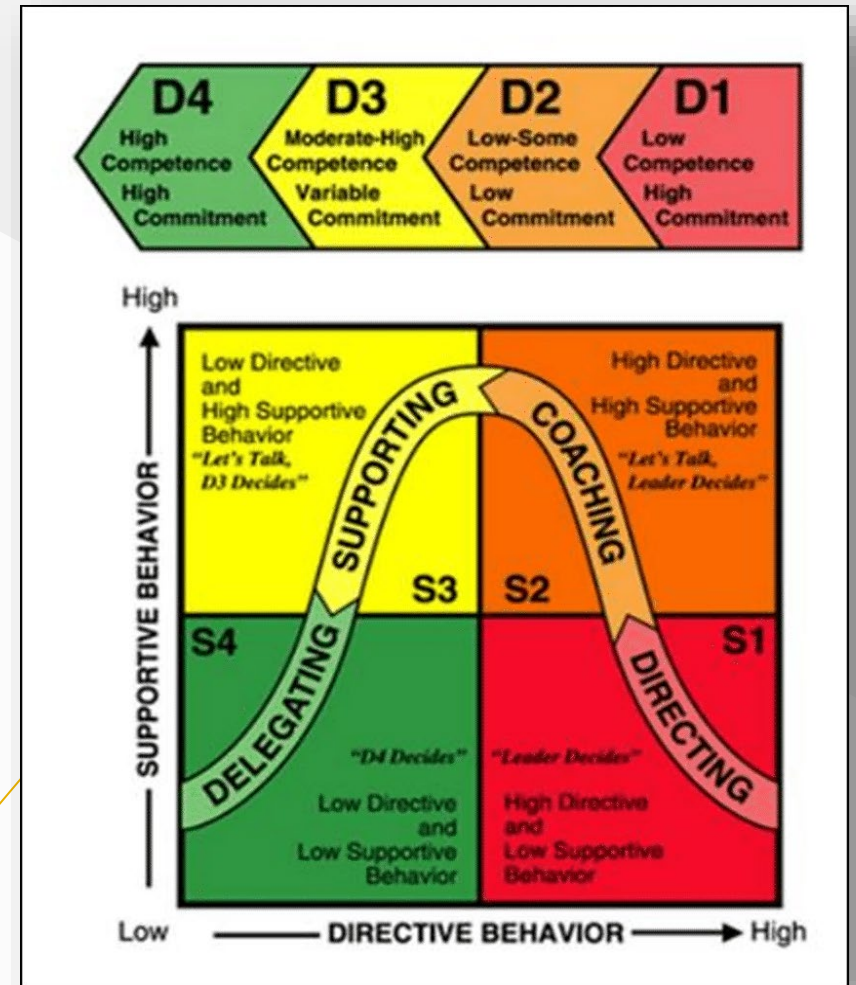 D4
High
Competence
High
Commitment
D3
Moderate-High
Competence
Variable
Commitment
D2
Low-Some
Competence
Low
Commitment
D1
Low
Competence
High
Commitment
High
SUPPORTIVE BEHAVIOR
Low Directive
and
High Supportive
Behavior
“Let's Talk,
D3 Decides”
SUPPORTING
S3
High Directive
and
High Supportive
Behavior
“Let's Talk,
Leader Decides”
COACHING
S2
S4
DELEGATING
“D4 Decides”
Low Directive
and
Low Supportive
Behavior
S1
DIRECTING
“Leader Decides”
High Directive
and
Low Supportive
Behavior
Low
DIRECTIVE BEHAVIOR
High